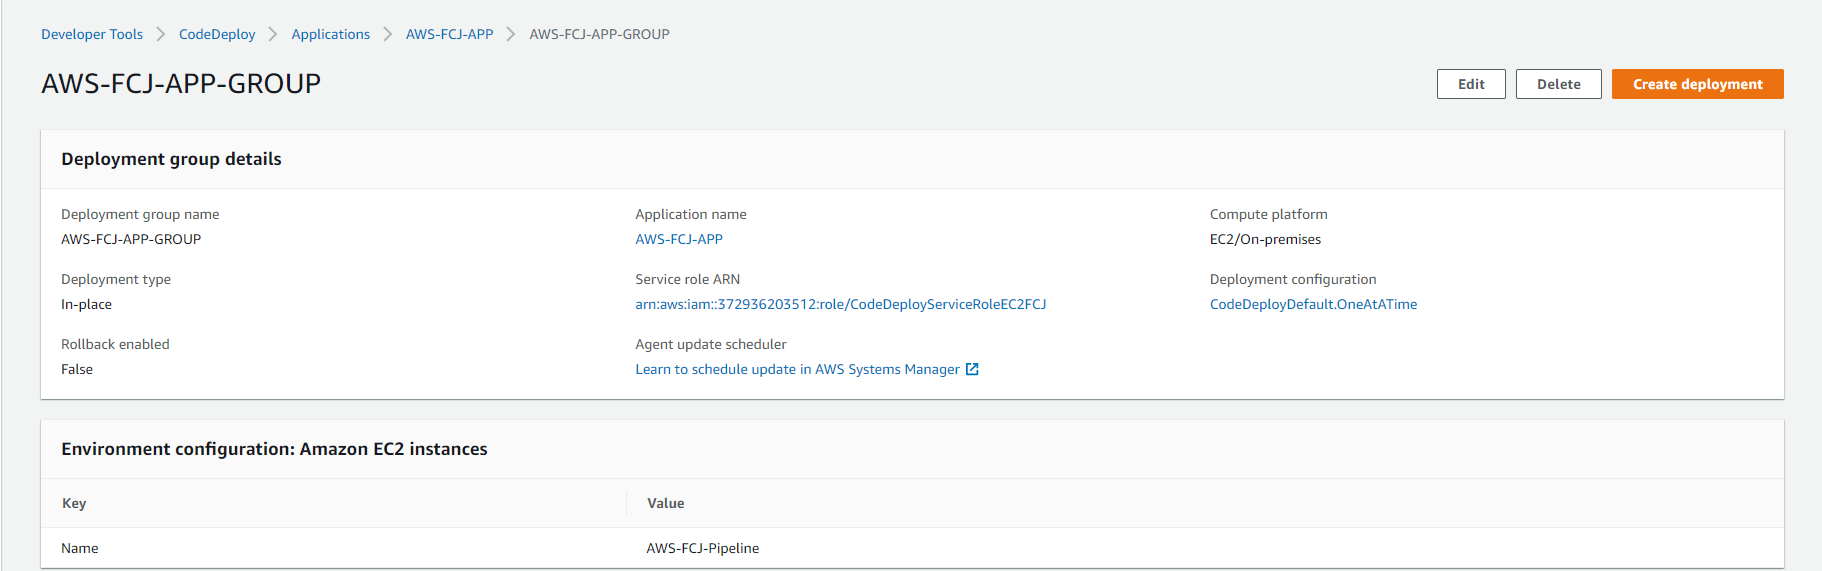 Developer Tools > CodeDeploy > Applications > AWS-FCJ-APP > AWS-FCJ-APP-GROUP
AWS-FCJ-APP-GROUP
Edit
Delete
Create deployment
Deployment group details
Deployment group name
AWS-FCJ-APP-GROUP
Application name
AWS-FCJ-APP
Compute platform
EC2/On-premises
Deployment type
In-place
Service role ARN
arn:aws:iam::372936203512:role/CodeDeployServiceRoleEC2FCJ
Deployment configuration
CodeDeployDefault.OneAtATime
Rollback enabled
False
Agent update scheduler
Learn to schedule update in AWS Systems Manager
Environment configuration: Amazon EC2 instances
Key
Value
Name
AWS-FCJ-Pipeline